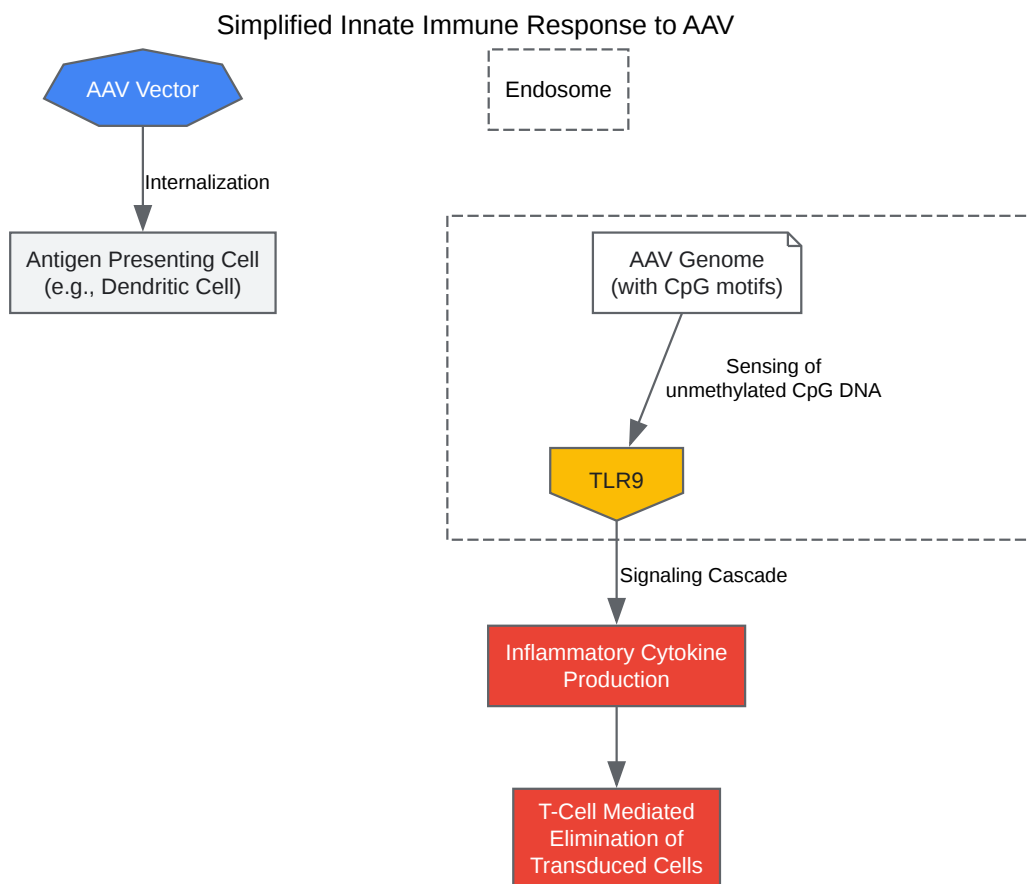 Simplified Innate Immune Response to AAV
AAV Vector
Endosome
Internalization
Antigen Presenting Cell
(e.g., Dendritic Cell)
AAV Genome
(with CpG motifs)
Sensing of
unmethylated CpG DNA
TLR9
Signaling Cascade
Inflammatory Cytokine
Production
T-Cell Mediated
Elimination of
Transduced Cells